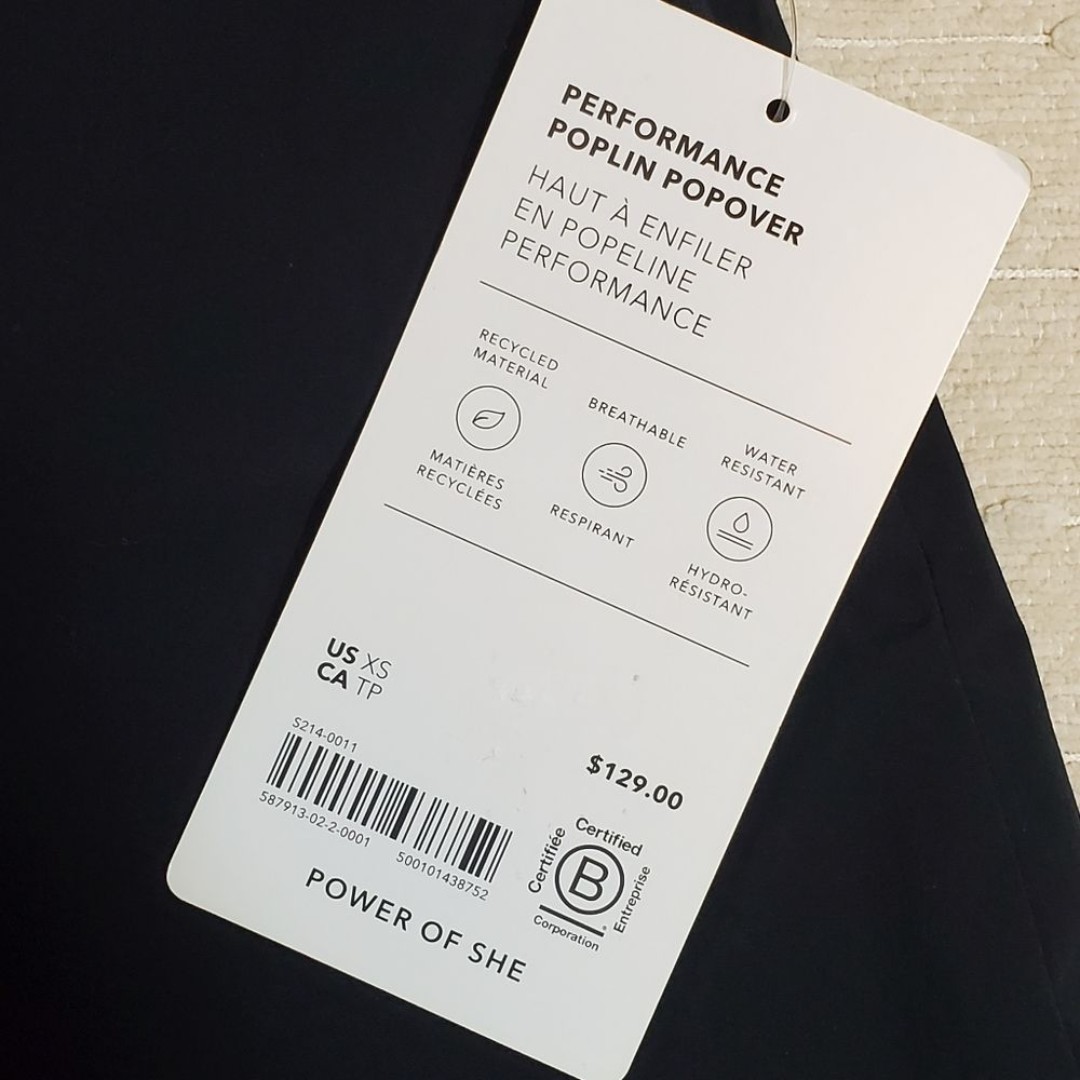 PERFORMANCE
POPLIN POPOVER
HAUT À ENFILER
EN POPELINE
PERFORMANCE
RECYCLED
MATERIAL
MATIÈRES
RECYCLÉES
BREATHABLE
RESPIRANT
WATER
RESISTANT
HYDRO-
RÉSISTANT
US XS
CA TP
S214-0011
587913-02-2-0001
500101438752
$129.00
Certified
Certifiée
B
Entreprise
Corporation
POWER OF SHE